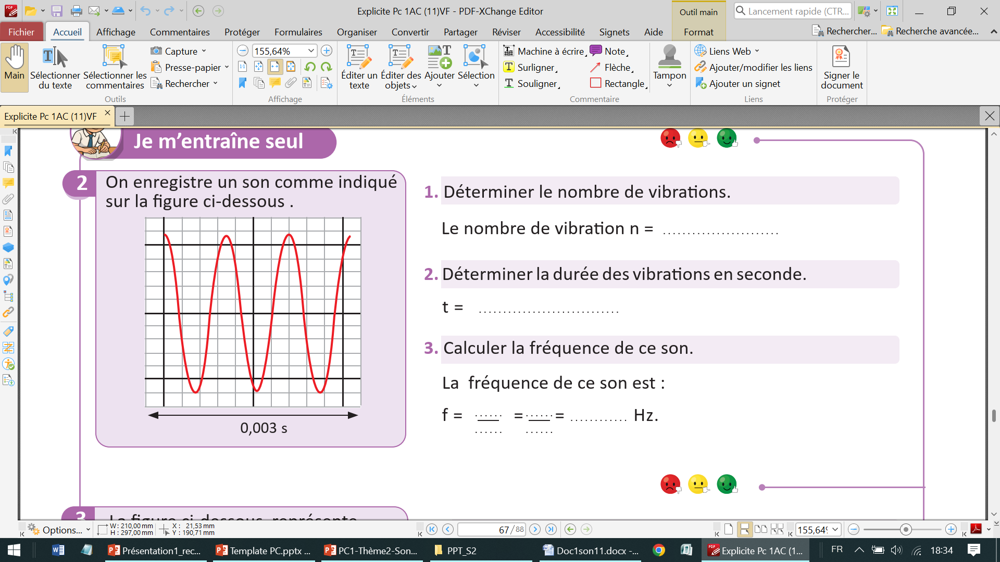 Explicite Pc 1AC (11)VF - PDF-XChange Editor
Outil main
Lancement rapide (CTR...
Fichier Accueil Affichage Commentaires Protéger Formulaires Organiser Convertir Partager Réviser Accessibilité Signets Aide Format
Rechercher... Recherche avancée...
Main
Sélectionner du texte
Sélectionner les commentaires
Capture
Presse-papier
Rechercher
Outils
155,64%
Affichage
Éditer un texte
Éditer des objets
Ajouter
Sélection
Éléments
Machine à écrire
Surligner
Souligner
Note
Flèche
Rectangle
Tampon
Commentaire
Liens Web
Ajouter/modifier les liens
Ajouter un signet
Liens
Signer le document
Protéger
Explicite Pc 1AC (11)VF
Je m’entraîne seul
2 On enregistre un son comme indiqué
sur la figure ci-dessous .
0,003 s
1. Déterminer le nombre de vibrations.
Le nombre de vibration n = ........................
2. Déterminer la durée des vibrations en seconde.
t = .............................
3. Calculer la fréquence de ce son.
La fréquence de ce son est :
f = ...... = ...... = ............ Hz.
...... ......
3 La figure ci-dessous représente
Options...
W : 210,00 mm
H : 297,00 mm
X : 21,53 mm
Y : 190,71 mm
67 / 88
155,64%
Présentation1_rec...
Template PC.pptx ...
PC1-Thème2-Son...
PPT_S2
Doc1son11.docx -...
Explicite Pc 1AC (1...
FR
18:34